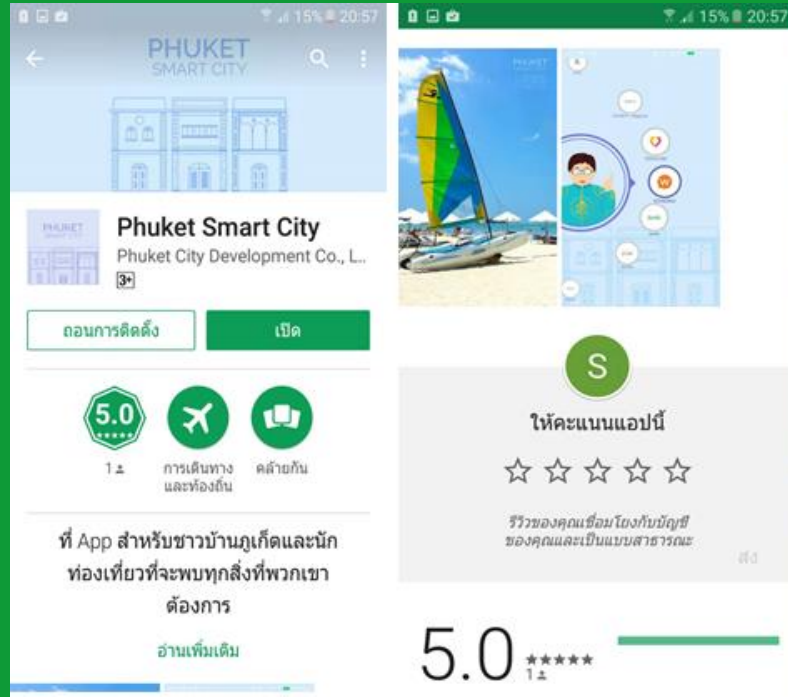 15% 20:57
PHUKET
SMART CITY
PHUKET
SMART CITY
Phuket Smart City
Phuket City Development Co., L..
3+
ถอนการติดตั้ง
เปิด
5.0
1
การเดินทาง
และท้องถิ่น
คล้ายกัน
ที่ App สำหรับชาวบ้านภูเก็ตและนัก
ท่องเที่ยวที่จะพบทุกสิ่งที่พวกเขา
ต้องการ
อ่านเพิ่มเติม
15% 20:57
PHUKET
S
ให้คะแนนแอปนี้
รีวิวของคุณเชื่อมโยงกับบัญชี
ของคุณและเป็นแบบสาธารณะ
ส่ง
5.0
1